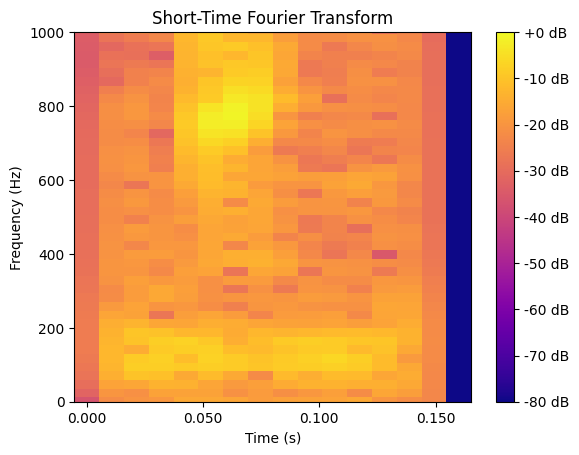 Short-Time Fourier Transform
1000
800
600
400
200
0
Frequency (Hz)
0.000
0.050
0.100
0.150
Time (s)
+0 dB
-10 dB
-20 dB
-30 dB
-40 dB
-50 dB
-60 dB
-70 dB
-80 dB